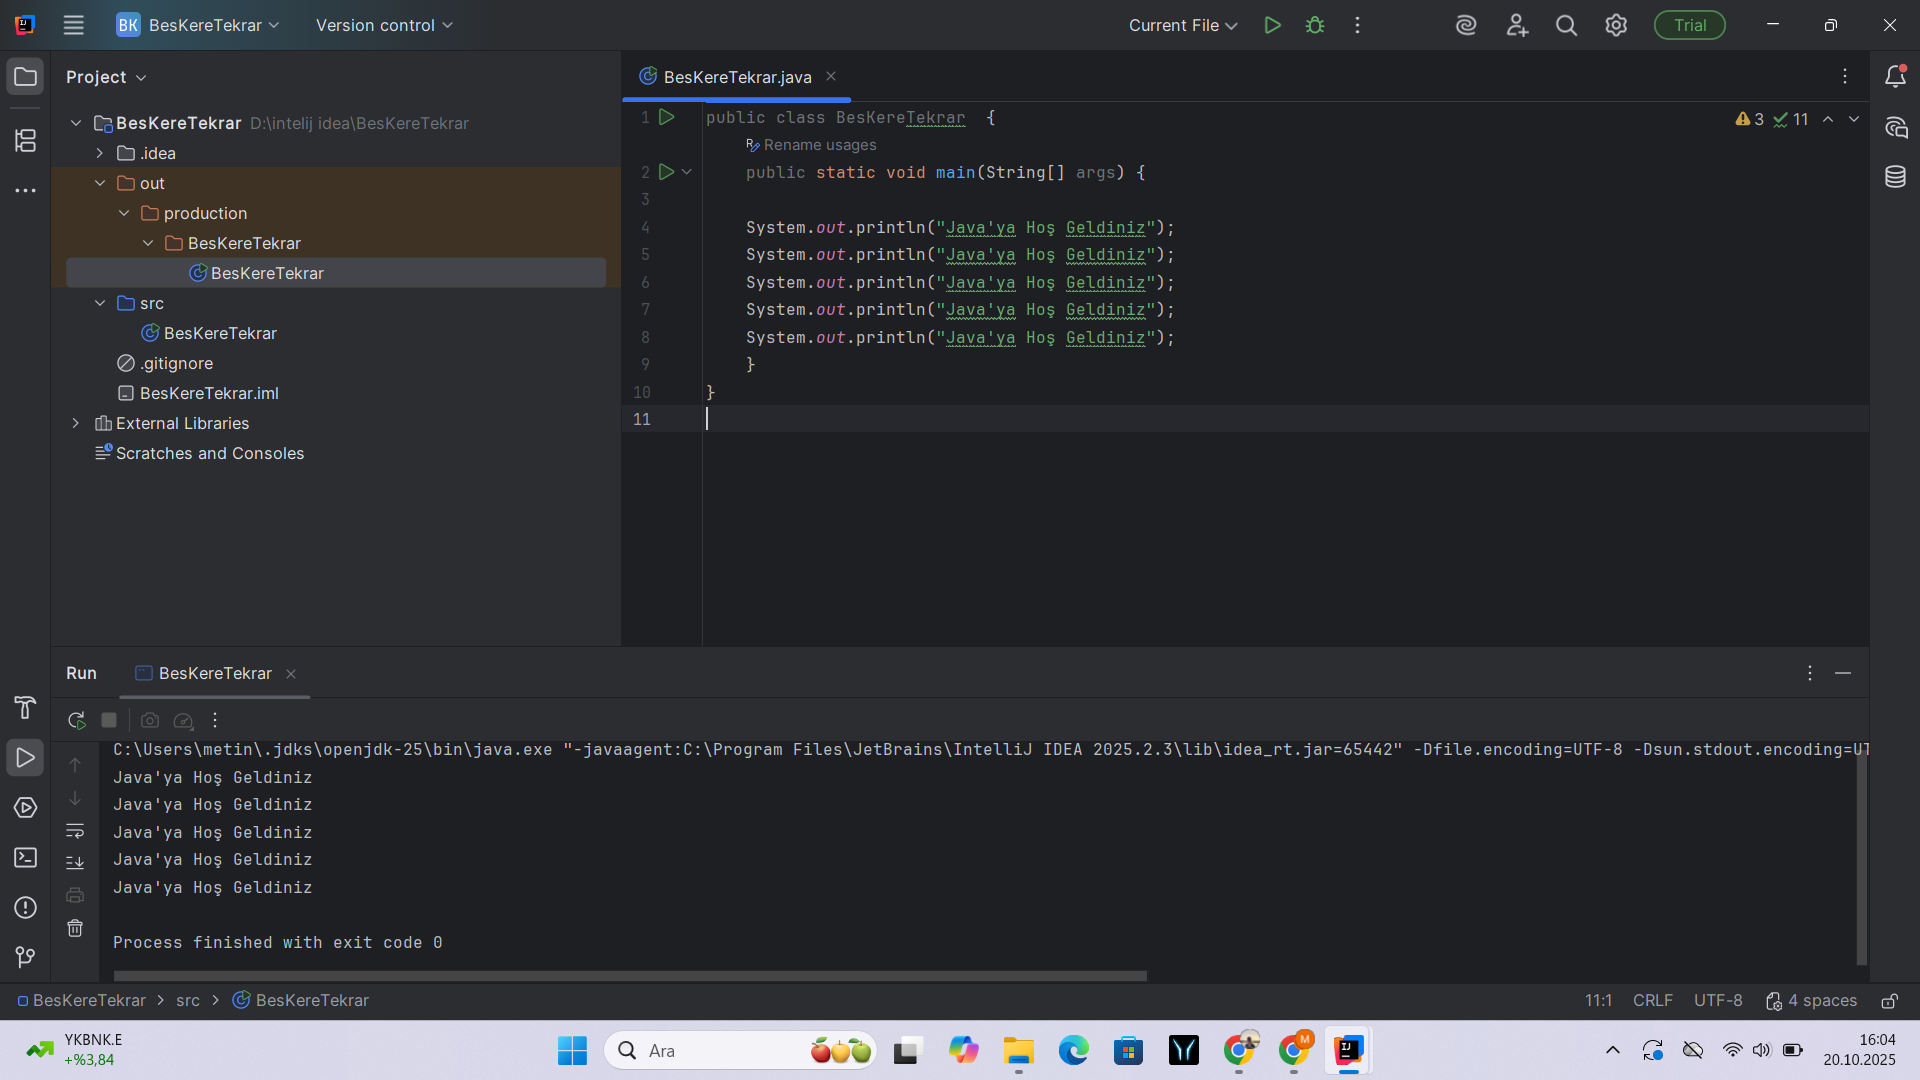 BK BesKereTekrar Version control Current File Trial
Project
BesKereTekrar D:\intelij idea\BesKereTekrar
.idea
out
production
BesKereTekrar
BesKereTekrar
src
BesKereTekrar
.gitignore
BesKereTekrar.iml
External Libraries
Scratches and Consoles
BesKereTekrar.java
3 11
1 public class BesKereTekrar {
Rename usages
2 public static void main(String[] args) {
3
4 System.out.println("Java'ya Hoş Geldiniz");
5 System.out.println("Java'ya Hoş Geldiniz");
6 System.out.println("Java'ya Hoş Geldiniz");
7 System.out.println("Java'ya Hoş Geldiniz");
8 System.out.println("Java'ya Hoş Geldiniz");
9 }
10 }
11
Run BesKereTekrar
C:\Users\metin\.jdks\openjdk-25\bin\java.exe "-javaagent:C:\Program Files\JetBrains\IntelliJ IDEA 2025.2.3\lib\idea_rt.jar=65442" -Dfile.encoding=UTF-8 -Dsun.stdout.encoding=UT
Java'ya Hoş Geldiniz
Java'ya Hoş Geldiniz
Java'ya Hoş Geldiniz
Java'ya Hoş Geldiniz
Java'ya Hoş Geldiniz
Process finished with exit code 0
BesKereTekrar > src > BesKereTekrar 11:1 CRLF UTF-8 4 spaces
YKBNK.E
+%3,84
Ara
M
16:04
20.10.2025